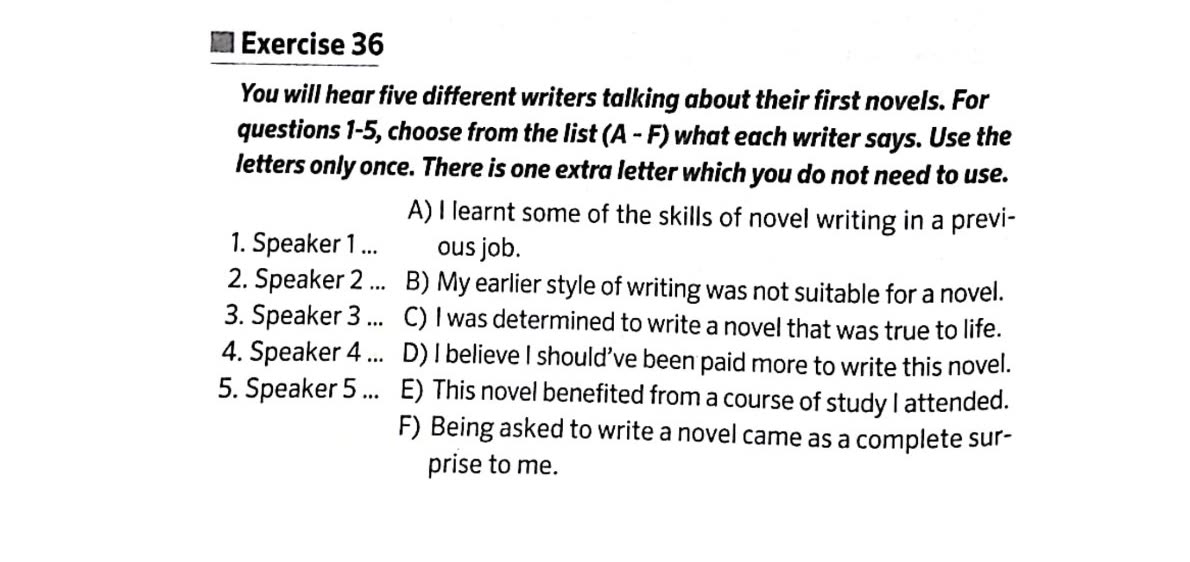 Exercise 36
You will hear five different writers talking about their first novels. For
questions 1-5, choose from the list (A - F) what each writer says. Use the
letters only once. There is one extra letter which you do not need to use.
1. Speaker 1 ...
2. Speaker 2 ...
3. Speaker 3 ...
4. Speaker 4 ...
5. Speaker 5 ...
A) I learnt some of the skills of novel writing in a previ-
ous job.
B) My earlier style of writing was not suitable for a novel.
C) I was determined to write a novel that was true to life.
D) I believe I should've been paid more to write this novel.
E) This novel benefited from a course of study I attended.
F) Being asked to write a novel came as a complete sur-
prise to me.